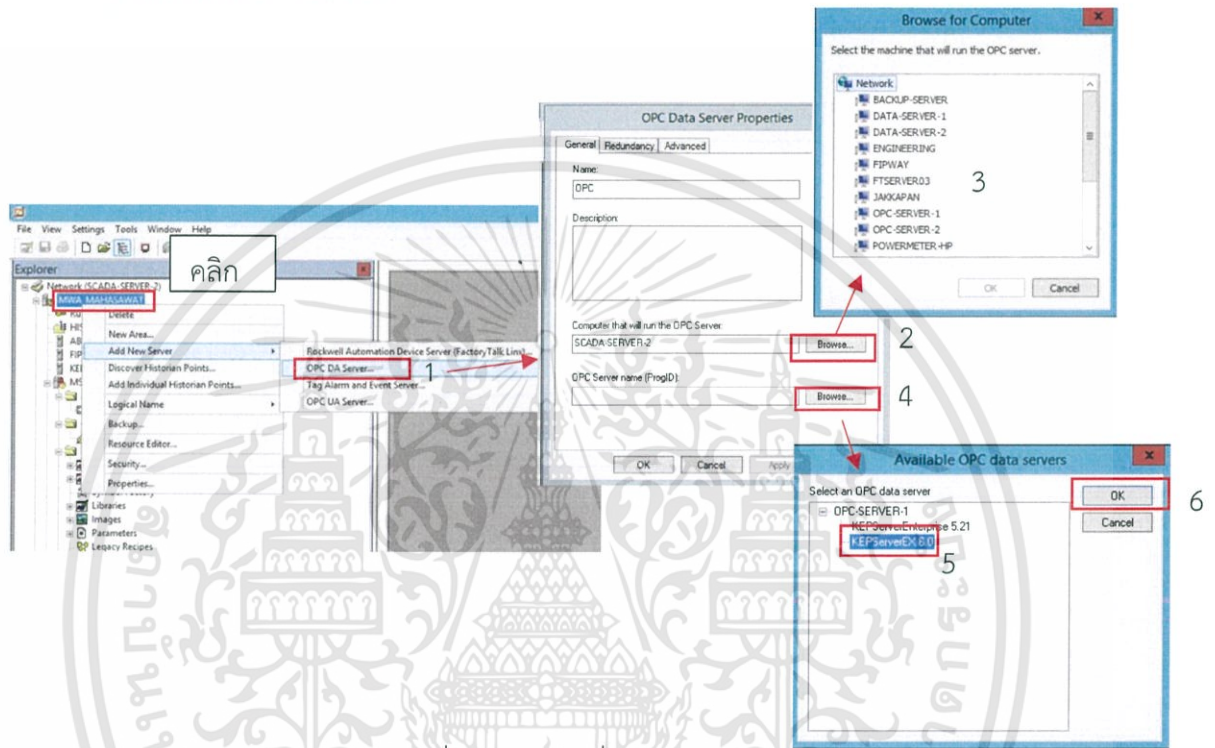 File View Settings Tools Window Help
Explorer
คลิก
Network (SCADA-SERVER-2)
MWA_MAHASAWAT
Delete
New Area...
Add New Server
Discover Historian Points...
Add Individual Historian Points...
Logical Name
Backup...
Resource Editor...
Security...
Properties...
Libraries
Images
Parameters
Legacy Recipes
Rockwell Automation Device Server (FactoryTalk Linx)...
OPC DA Server...
Tag Alarm and Event Server...
OPC UA Server...
1
OPC Data Server Properties
General Redundancy Advanced
Name:
OPC
Description:
Computer that will run the OPC Server:
SCADA-SERVER-2
Browse...
2
OPC Server name (ProgID):
Browse...
4
OK Cancel Apply
Browse for Computer
Select the machine that will run the OPC server.
Network
BACKUP-SERVER
DATA-SERVER-1
DATA-SERVER-2
ENGINEERING
FIPWAY
FTSERVER03
JAKKAPAN
OPC-SERVER-1
OPC-SERVER-2
POWERMETER-HP
3
OK Cancel
Available OPC data servers
Select an OPC data server
OPC-SERVER-1
KEPServerEnterprise 5.21
KEPServerEX 6.0
5
OK
6
Cancel